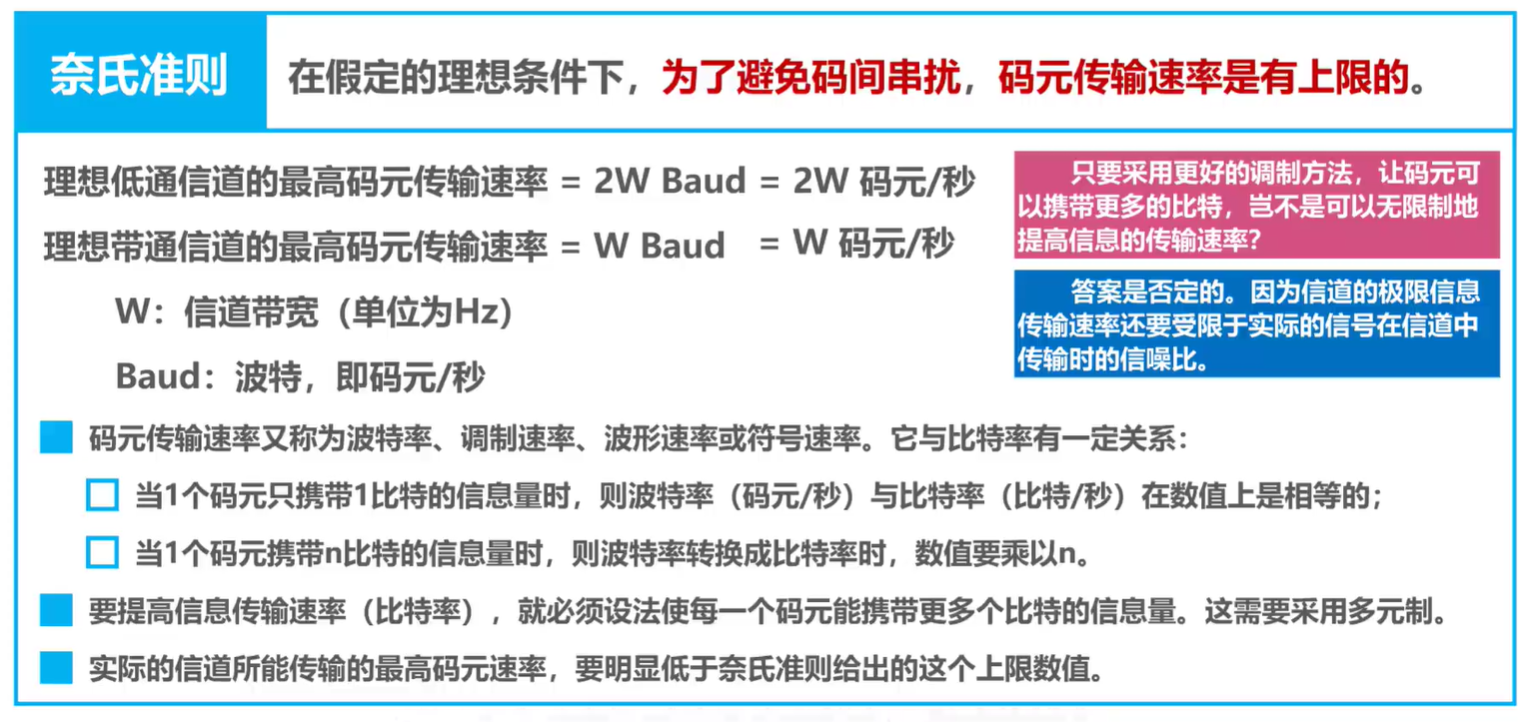 奈氏准则
在假定的理想条件下，为了避免码间串扰，码元传输速率是有上限的。
理想低通信道的最高码元传输速率 = 2W Baud = 2W 码元/秒
理想带通信道的最高码元传输速率 = W Baud = W 码元/秒
W：信道带宽（单位为Hz）
Baud：波特，即码元/秒
只要采用更好的调制方法，让码元可
以携带更多的比特，岂不是可以无限制地
提高信息的传输速率？
答案是否定的。因为信道的极限信息
传输速率还要受限于实际的信号在信道中
传输时的信噪比。
码元传输速率又称为波特率、调制速率、波形速率或符号速率。它与比特率有一定关系：
当1个码元只携带1比特的信息量时，则波特率（码元/秒）与比特率（比特/秒）在数值上是相等的；
当1个码元携带n比特的信息量时，则波特率转换成比特率时，数值要乘以n。
要提高信息传输速率（比特率），就必须设法使每一个码元能携带更多个比特的信息量。这需要采用多元制。
实际的信道所能传输的最高码元速率，要明显低于奈氏准则给出的这个上限数值。